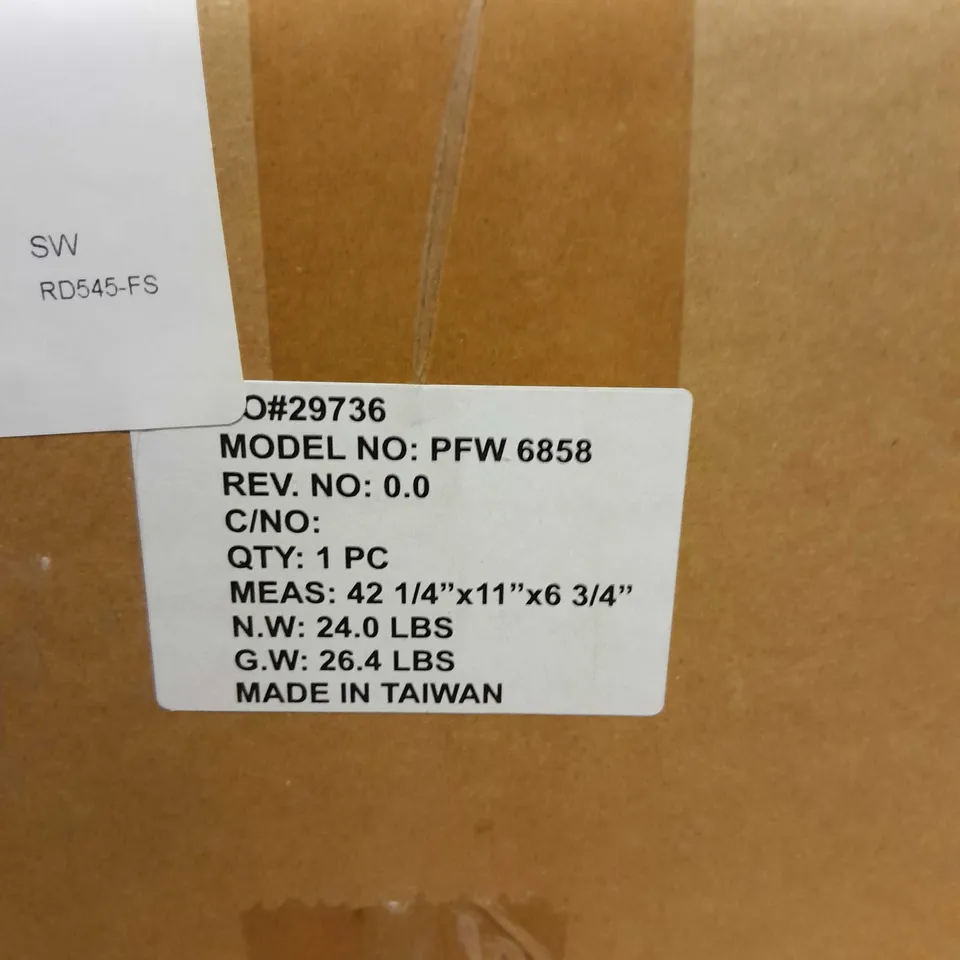 SW
RD545-FS
O#29736
MODEL NO: PFW 6858
REV. NO: 0.0
C/NO:
QTY: 1 PC
MEAS: 42 1/4”x11”x6 3/4”
N.W: 24.0 LBS
G.W: 26.4 LBS
MADE IN TAIWAN